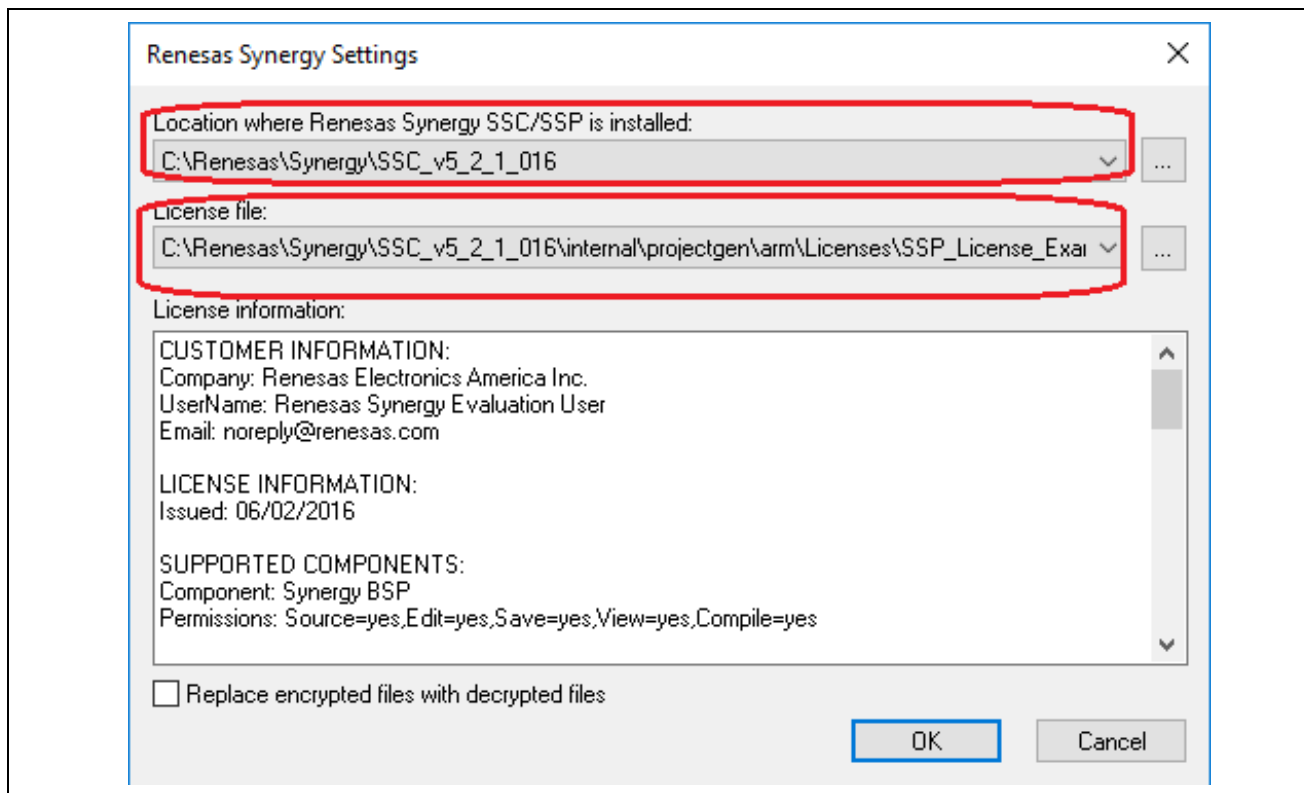 Renesas Synergy Settings
Location where Renesas Synergy SSC/SSP is installed:
C:\Renesas\Synergy\SSC_v5_2_1_016
...
License file:
C:\Renesas\Synergy\SSC_v5_2_1_016\internal\projectgen\arm\Licenses\SSP_License_Exar
...
License information:
CUSTOMER INFORMATION:
Company: Renesas Electronics America Inc.
UserName: Renesas Synergy Evaluation User
Email: noreply@renesas.com
LICENSE INFORMATION:
Issued: 06/02/2016
SUPPORTED COMPONENTS:
Component: Synergy BSP
Permissions: Source=yes,Edit=yes,Save=yes,View=yes,Compile=yes
Replace encrypted files with decrypted files
OK
Cancel